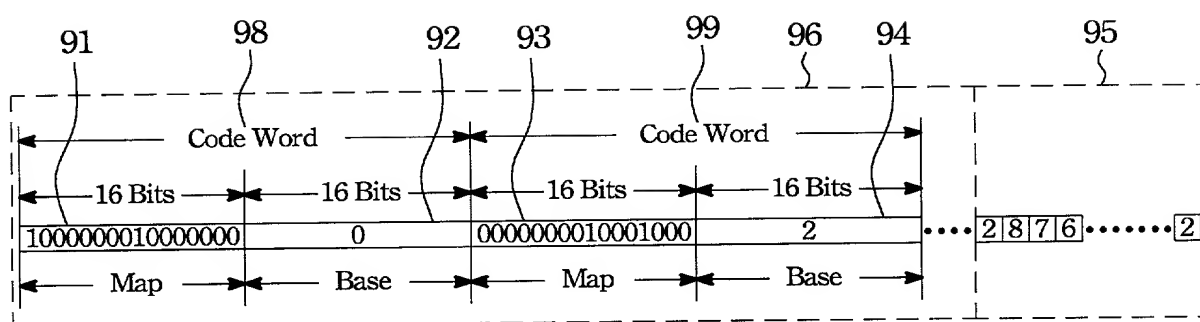 91 98 92 93 99 96 94 95
Code Word Code Word
16 Bits 16 Bits 16 Bits 16 Bits
1000000010000000 0 0000000010001000 2 2 8 7 6 2
Map Base Map Base